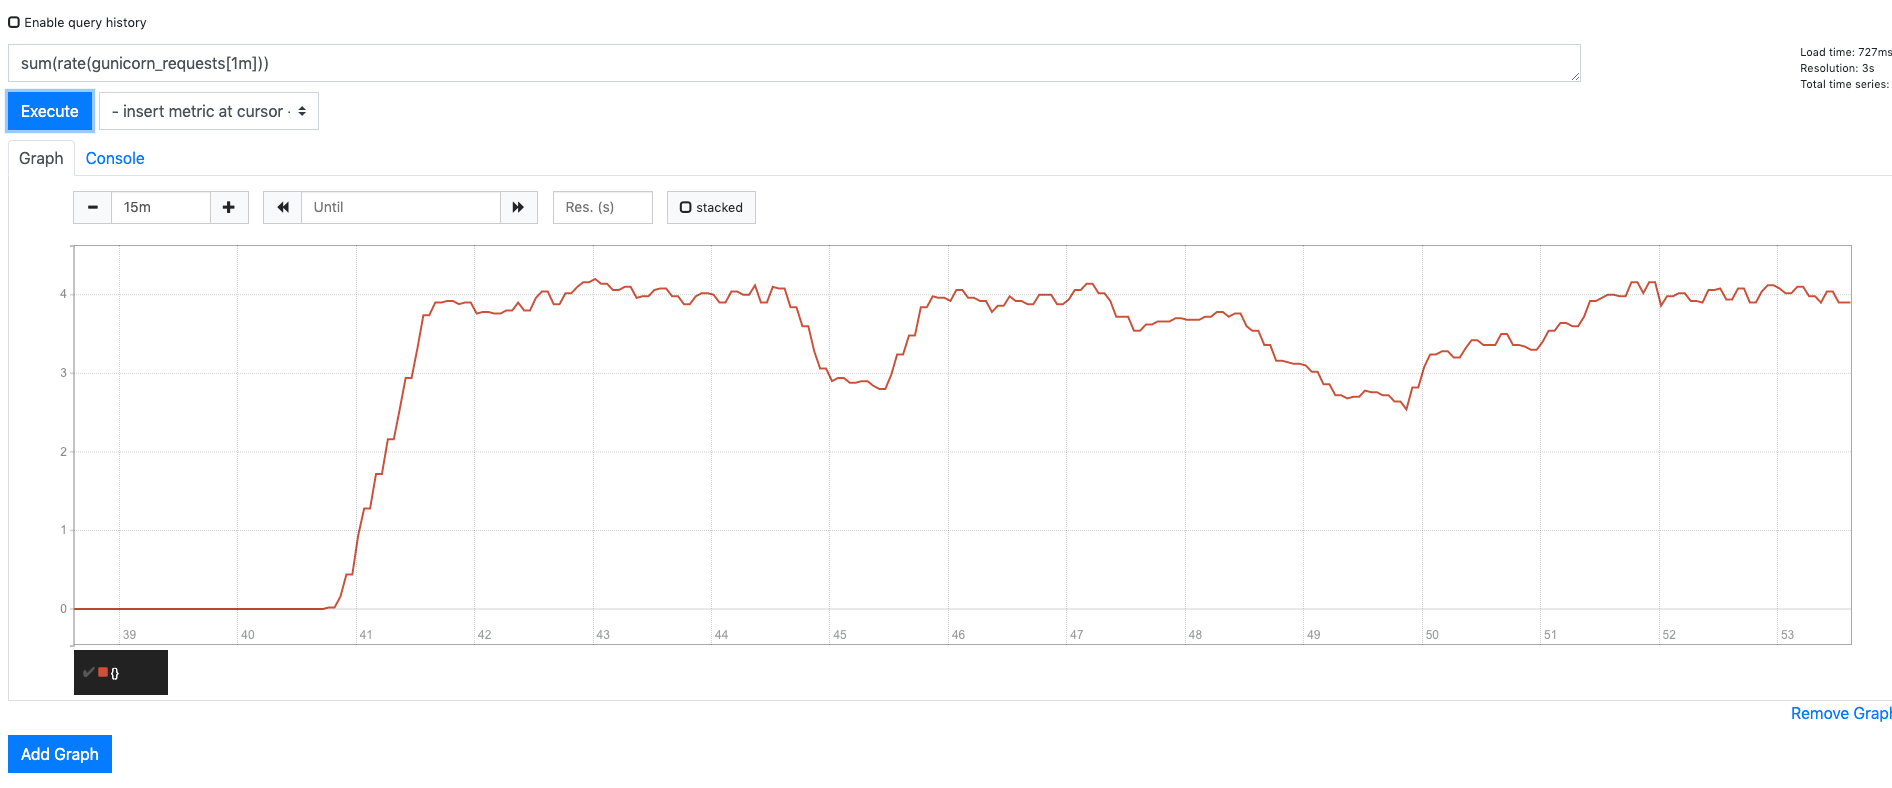 Enable query history
sum(rate(gunicorn_requests[1m]))
Load time: 727ms
Resolution: 3s
Total time series:
Execute
- insert metric at cursor -
Graph
Console
15m
Until
Res. (s)
stacked
4
3
2
1
0
39 40 41 42 43 44 45 46 47 48 49 50 51 52 53
{}
Remove Graph
Add Graph